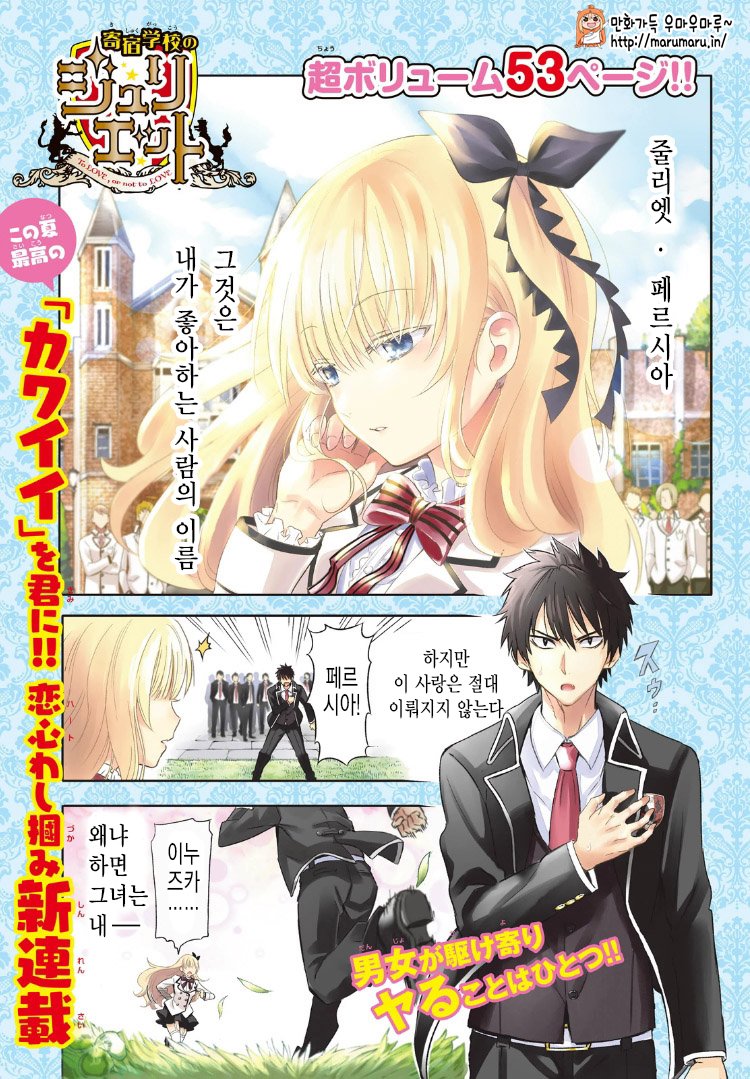 寄宿学校の
ジュリエット
To LOVE, or not to LOVE
만화가득 우마우마루~
http://marumaru.in/
超ボリューム53ページ!!
この夏
最高の
「カワイイ」を君に!! 恋心わし掴み新連載
줄리엣 · 페르시아
그것은
내가 좋아하는 사람의 이름
페르
시아!
하지만
이 사랑은 절대
이뤄지지 않는다
スゥ…
왜냐
하면
그녀는
내 ―
이누
즈카
……
男女が駆け寄り
ヤることはひとつ!!